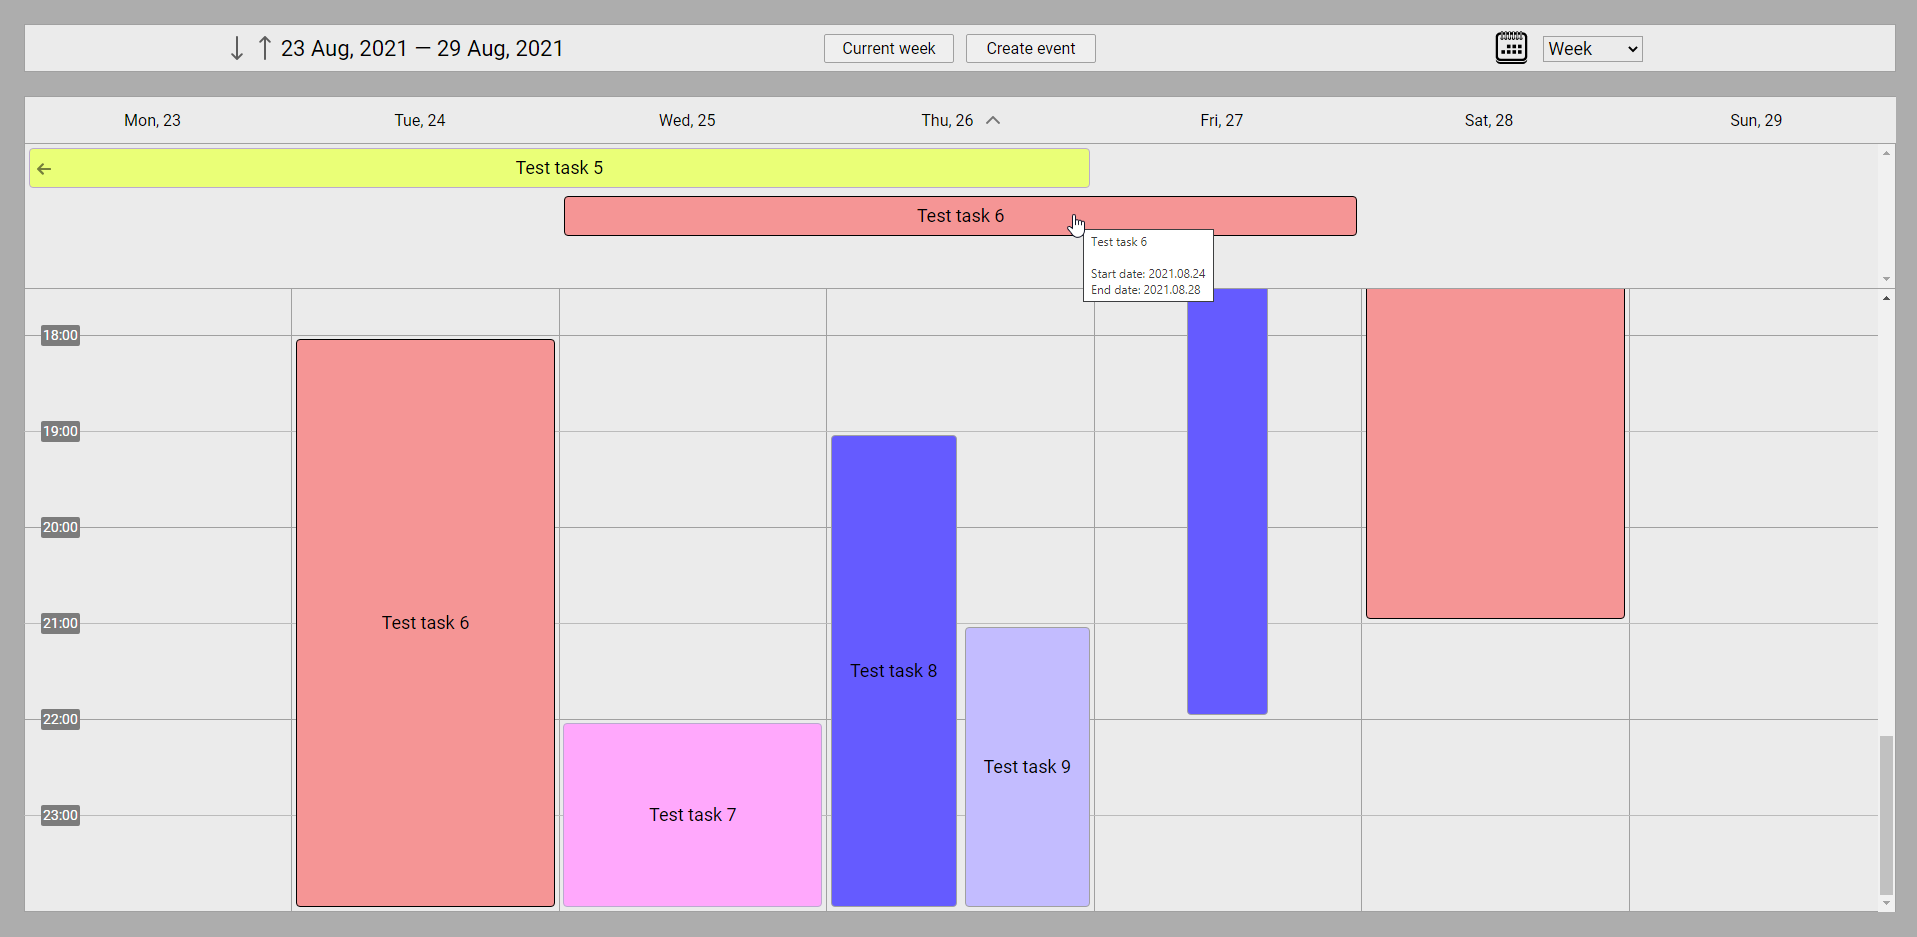 23 Aug, 2021 — 29 Aug, 2021
Current week
Create event
Week
Mon, 23
Tue, 24
Wed, 25
Thu, 26
Fri, 27
Sat, 28
Sun, 29
Test task 5
Test task 6
Test task 6
Start date: 2021.08.24
End date: 2021.08.28
18:00
19:00
20:00
21:00
Test task 6
Test task 8
22:00
Test task 9
23:00
Test task 7